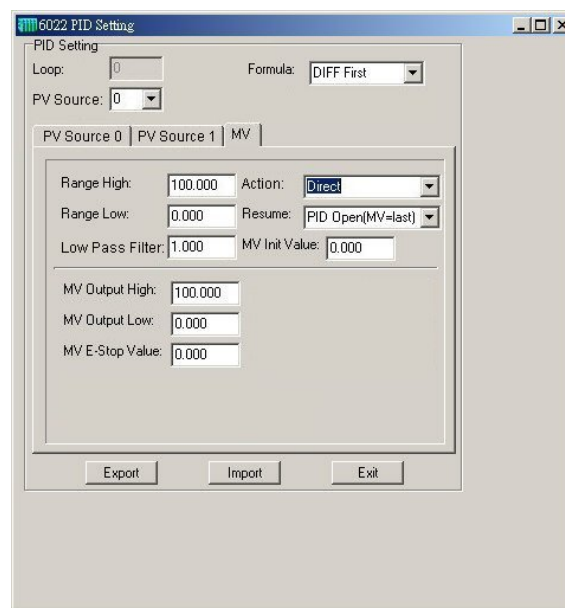 6022 PID Setting
PID Setting
Loop: 0 Formula: DIFF First
PV Source: 0
PV Source 0 PV Source 1 MV
Range High: 100.000 Action: Direct
Range Low: 0.000 Resume: PID Open(MV=last)
Low Pass Filter: 1.000 MV Init Value: 0.000
MV Output High: 100.000
MV Output Low: 0.000
MV E-Stop Value: 0.000
Export Import Exit